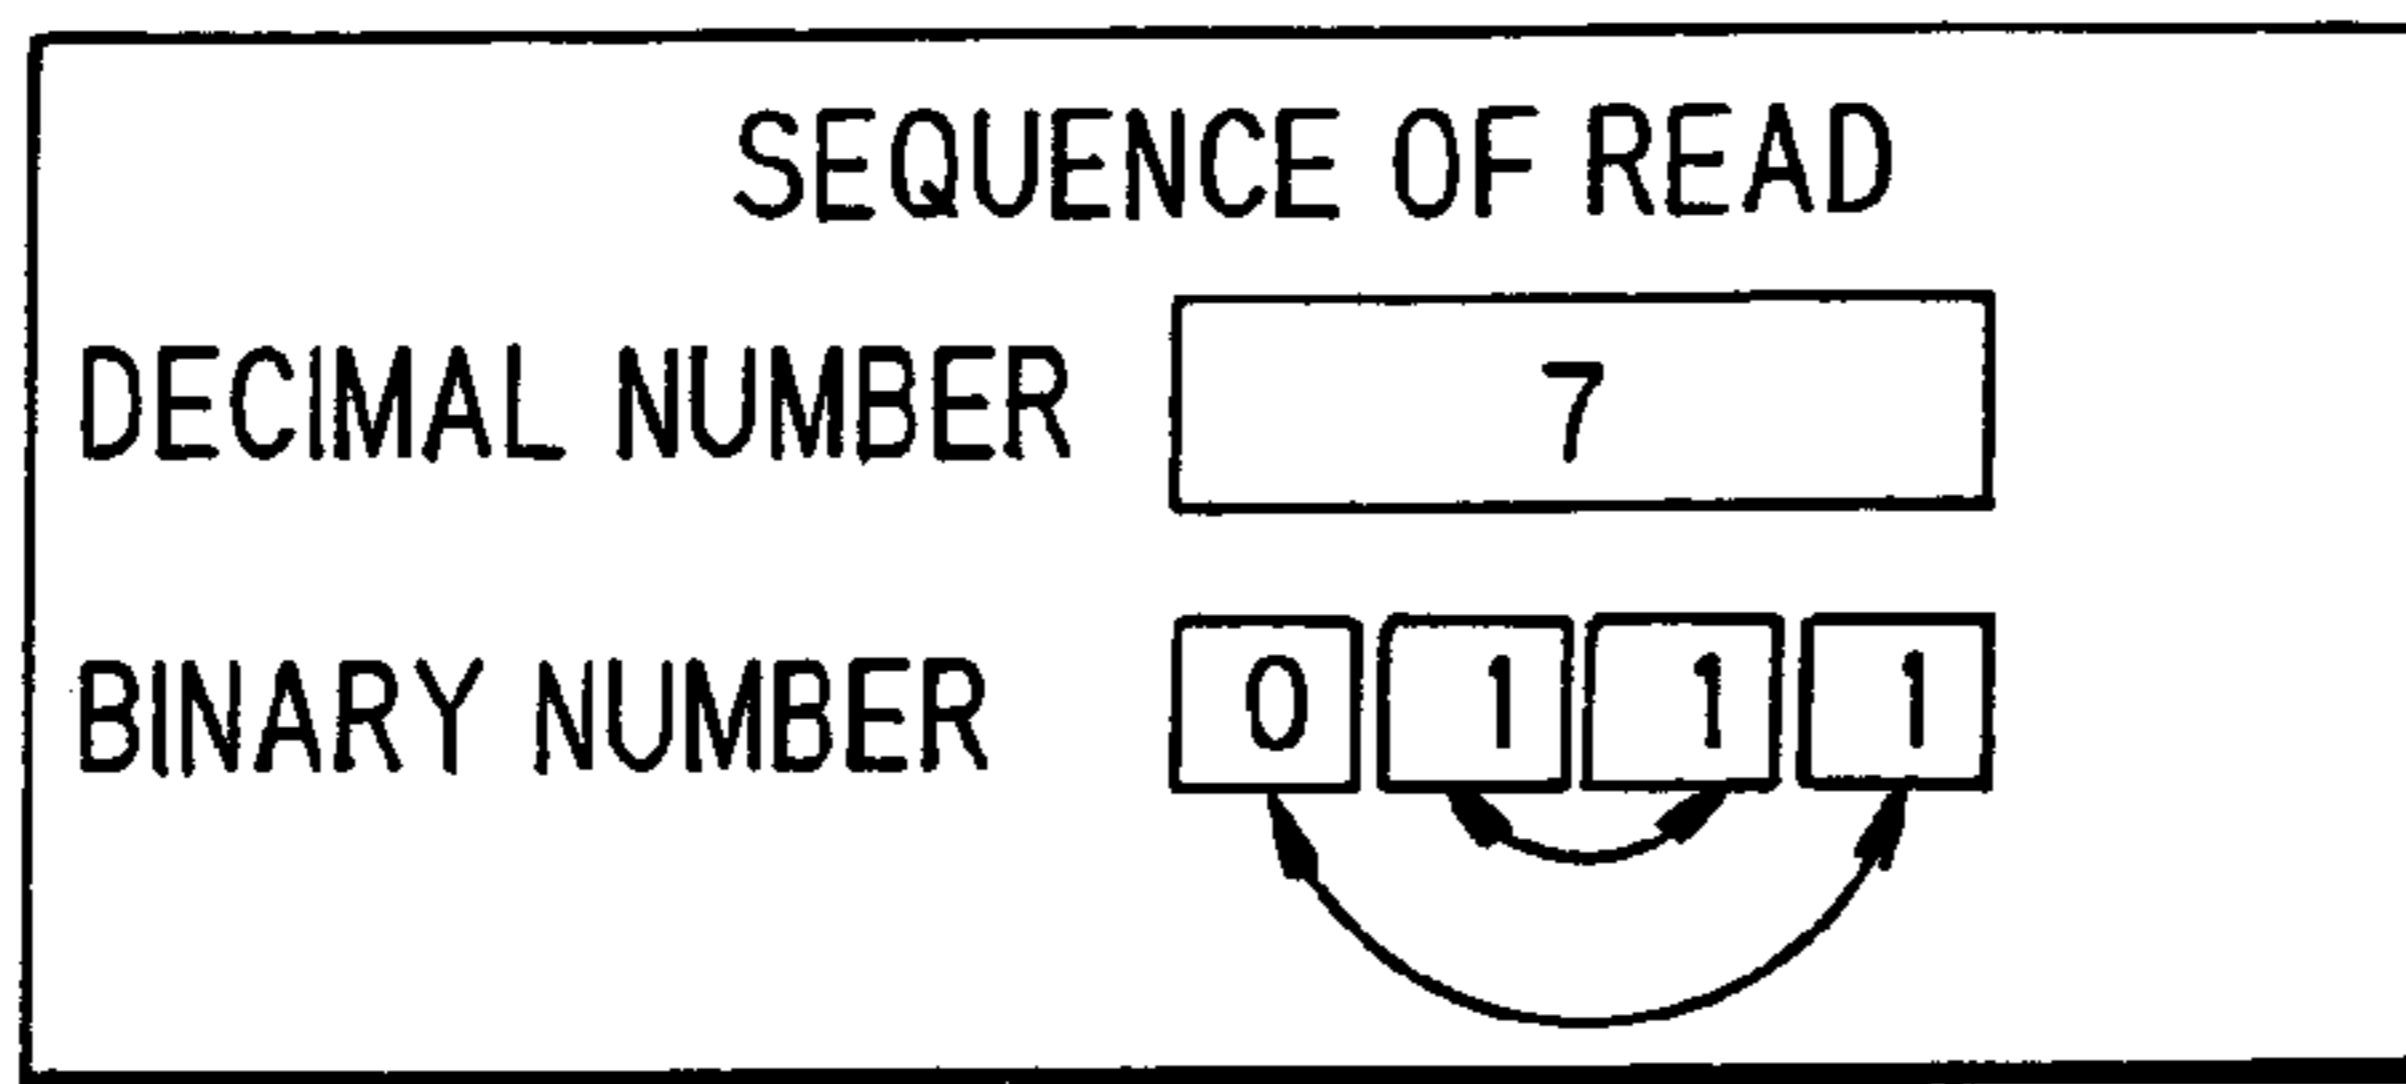 SEQUENCE OF READ
DECIMAL NUMBER 7
BINARY NUMBER 0 1 1 1